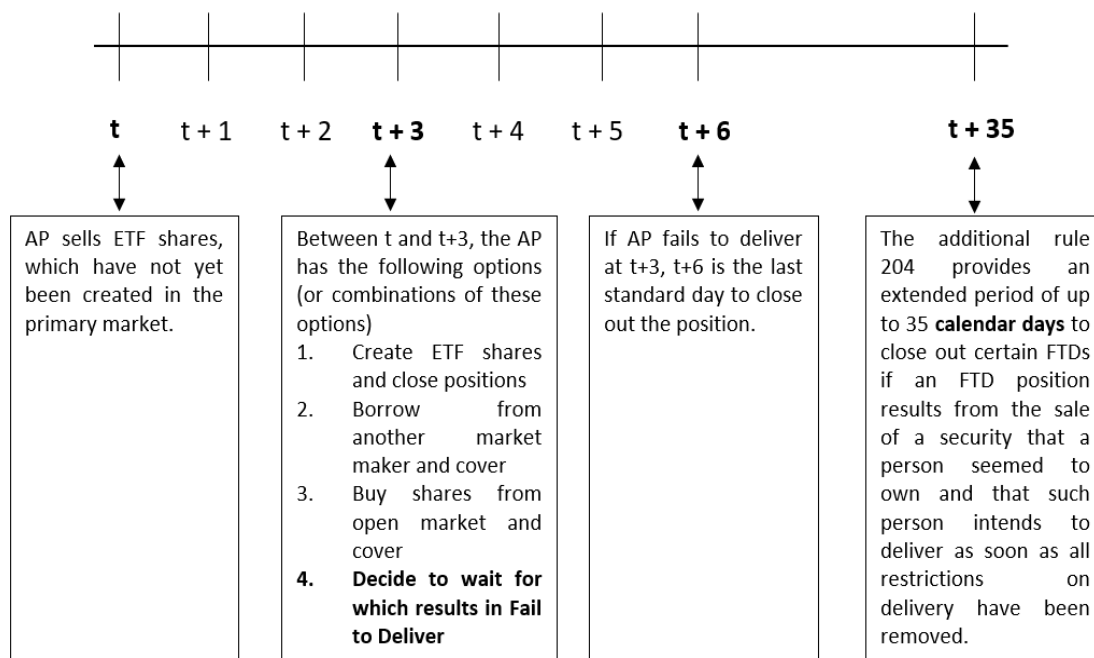 t t + 1 t + 2 t + 3 t + 4 t + 5 t + 6 t + 35
AP sells ETF shares,
which have not yet
been created in the
primary market.
Between t and t+3, the AP
has the following options
(or combinations of these
options)
1. Create ETF shares
and close positions
2. Borrow from
another market
maker and cover
3. Buy shares from
open market and
cover
4. Decide to wait for
which results in Fail
to Deliver
If AP fails to deliver
at t+3, t+6 is the last
standard day to close
out the position.
The additional rule
204 provides an
extended period of up
to 35 calendar days to
close out certain FTDs
if an FTD position
results from the sale
of a security that a
person seemed to
own and that such
person intends to
deliver as soon as all
restrictions on
delivery have been
removed.